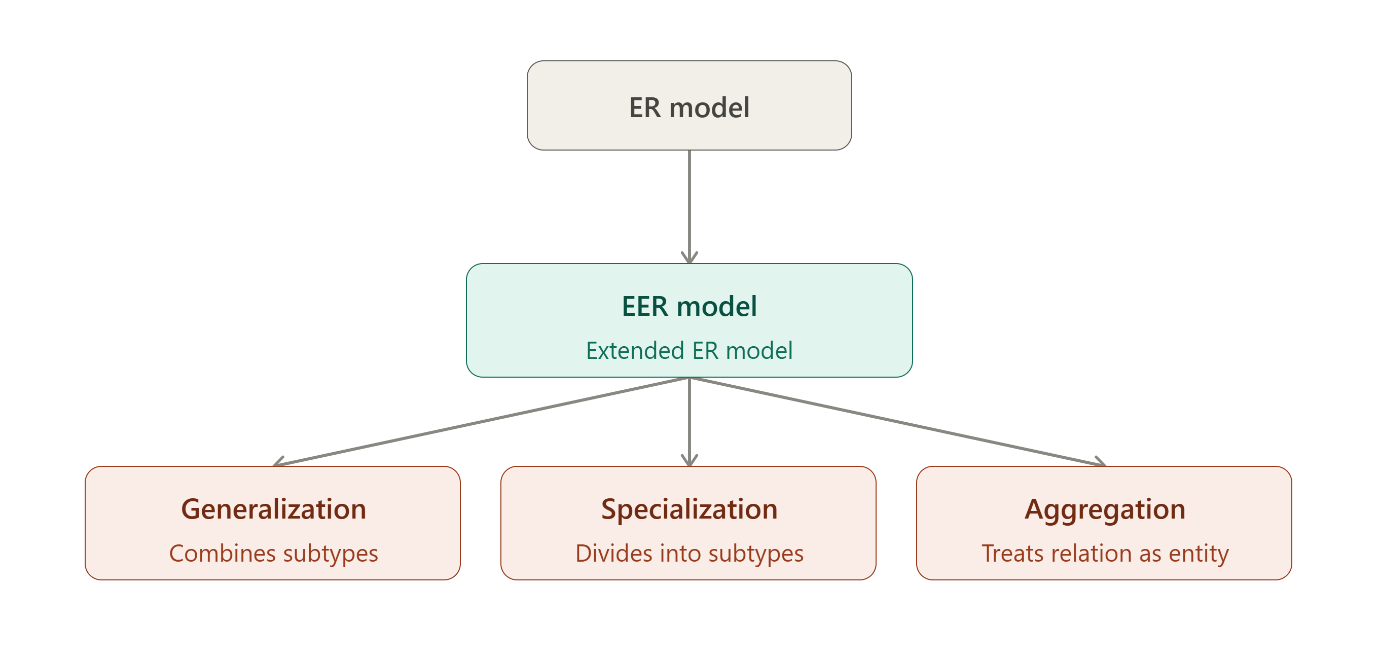 ER model
EER model
Extended ER model
Generalization
Combines subtypes
Specialization
Divides into subtypes
Aggregation
Treats relation as entity